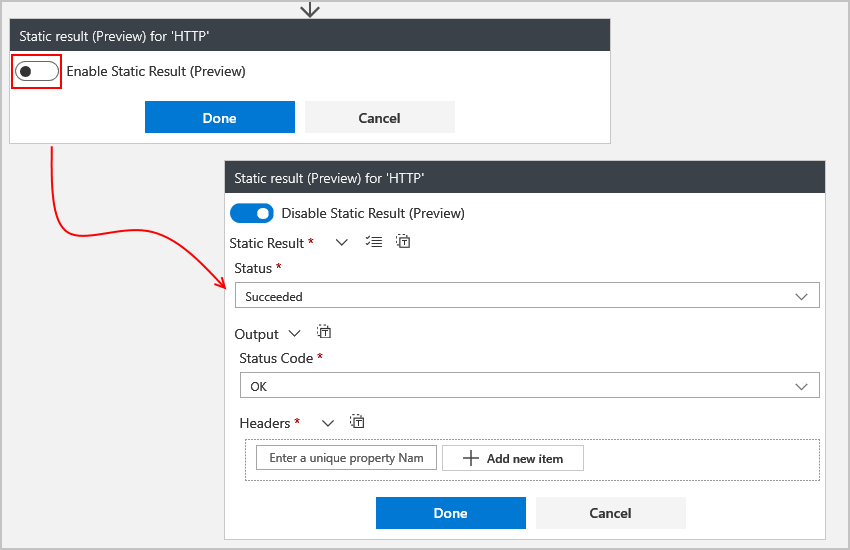 Static result (Preview) for 'HTTP'
Enable Static Result (Preview)
Done Cancel
Static result (Preview) for 'HTTP'
Disable Static Result (Preview)
Static Result *
Status *
Succeeded
Output
Status Code *
OK
Headers *
Enter a unique property Nam Add new item
Done Cancel